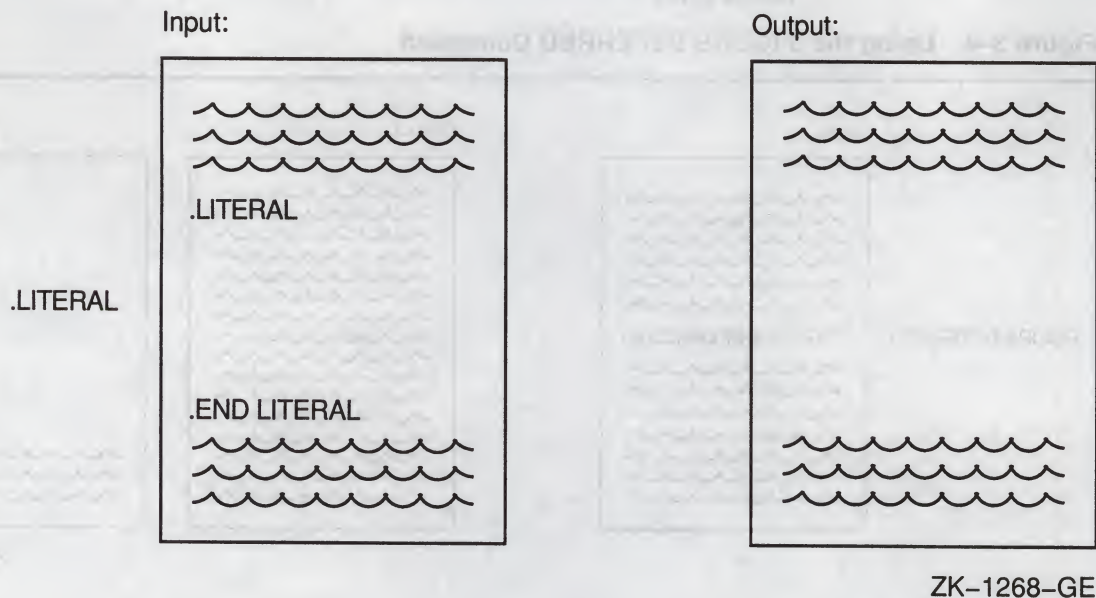 Input:
Output:
.LITERAL
.LITERAL
.END LITERAL
ZK–1268–GE